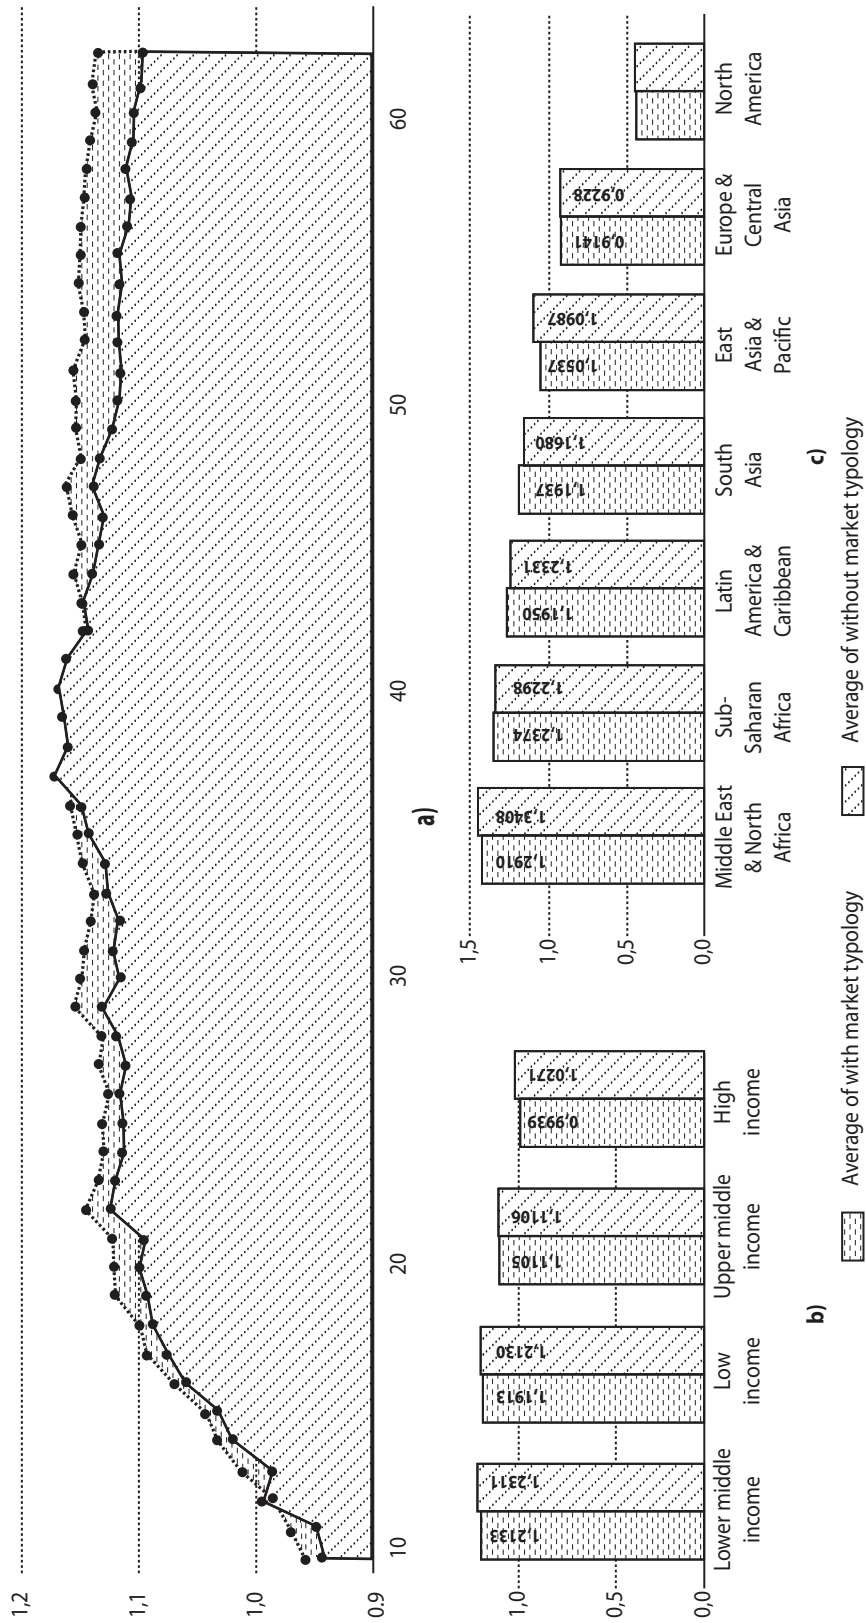 1,2
1,1
1,0
0.9
10
20
30
40
50
60
a)
1,0
0,5
0,0
1,2133
1,2311
1,1913
1,2130
1,1105
1,1106
0,9939
1,0271
Lower middle
income
Low
income
Upper middle
income
High
income
b)
1,5
1,0
0,5
0,0
1,2910
1,3408
1,2374
1,2298
1,1950
1,2331
1,1937
1,1680
1,0537
1,0987
0,9141
0,9228
Middle East
& North
Africa
Sub-
Saharan
Africa
Latin
America &
Caribbean
South
Asia
East
Asia &
Pacific
Europe &
Central
Asia
North
America
c)
Average of with market typology
Average of without market typology